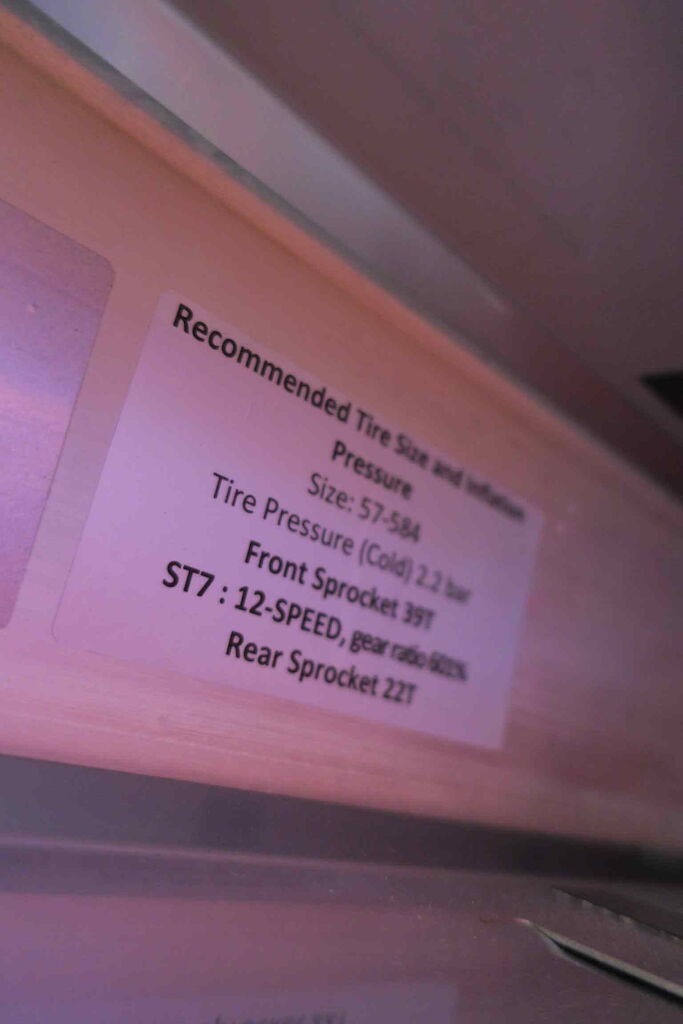 Recommended Tire Size and Inflation
Pressure
Size: 57-584
Tire Pressure (Cold) 2.2 bar
Front Sprocket 39T
ST7 : 12-SPEED, gear ratio 601%
Rear Sprocket 22T